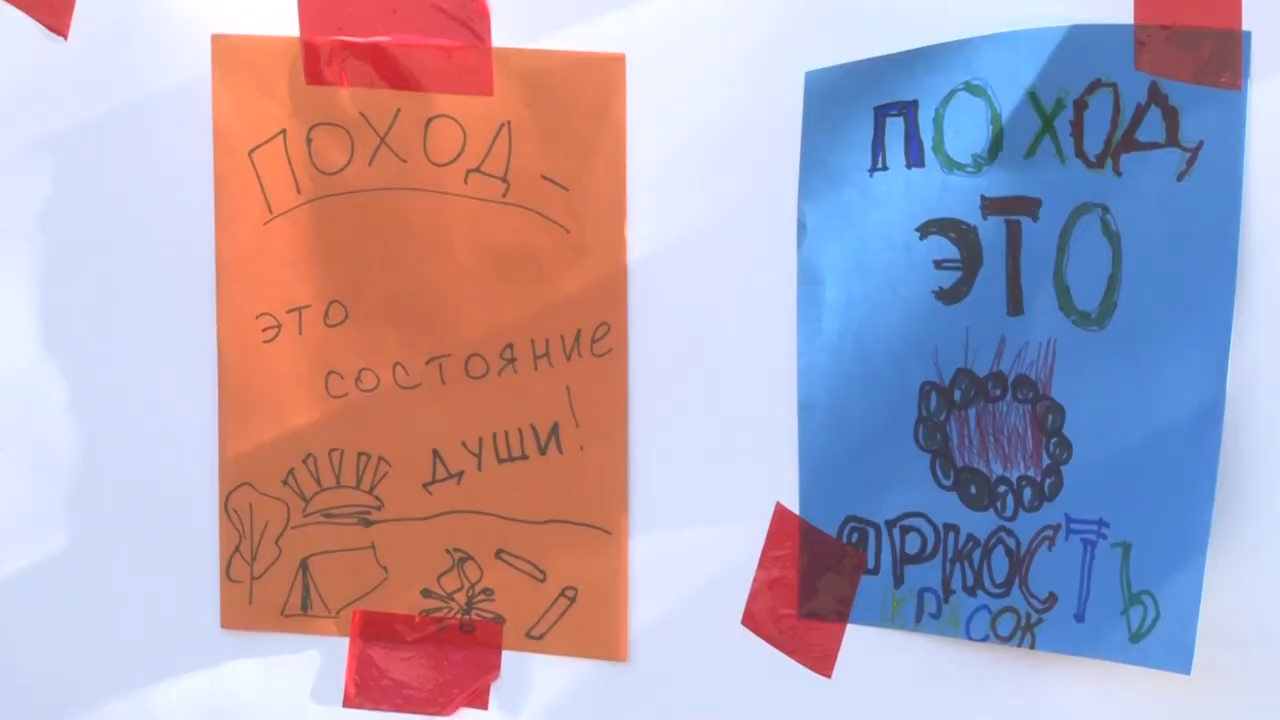 ПОХОД -
это
состояние
души!
ПОХОД
ЭТО
ЯРКОСТЬ
КРАСОК